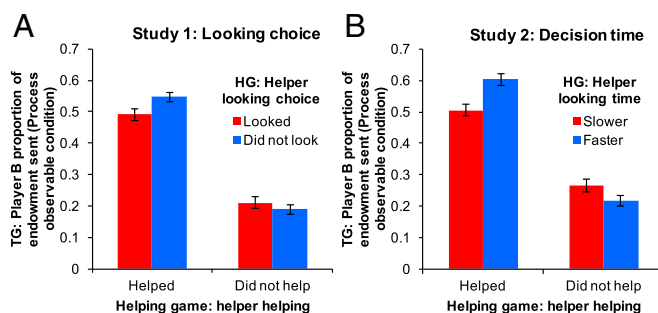 A
Study 1: Looking choice
TG: Player B proportion of
endowment sent (Process
observable condition)
0.7
0.6
0.5
0.4
0.3
0.2
0.1
0
HG: Helper
looking choice
Looked
Did not look
Helped
Did not help
Helping game: helper helping
B
Study 2: Decision time
TG: Player B proportion of
endowment sent (Process
observable condition)
0.7
0.6
0.5
0.4
0.3
0.2
0.1
0
HG: Helper
looking time
Slower
Faster
Helped
Did not help
Helping game: helper helping